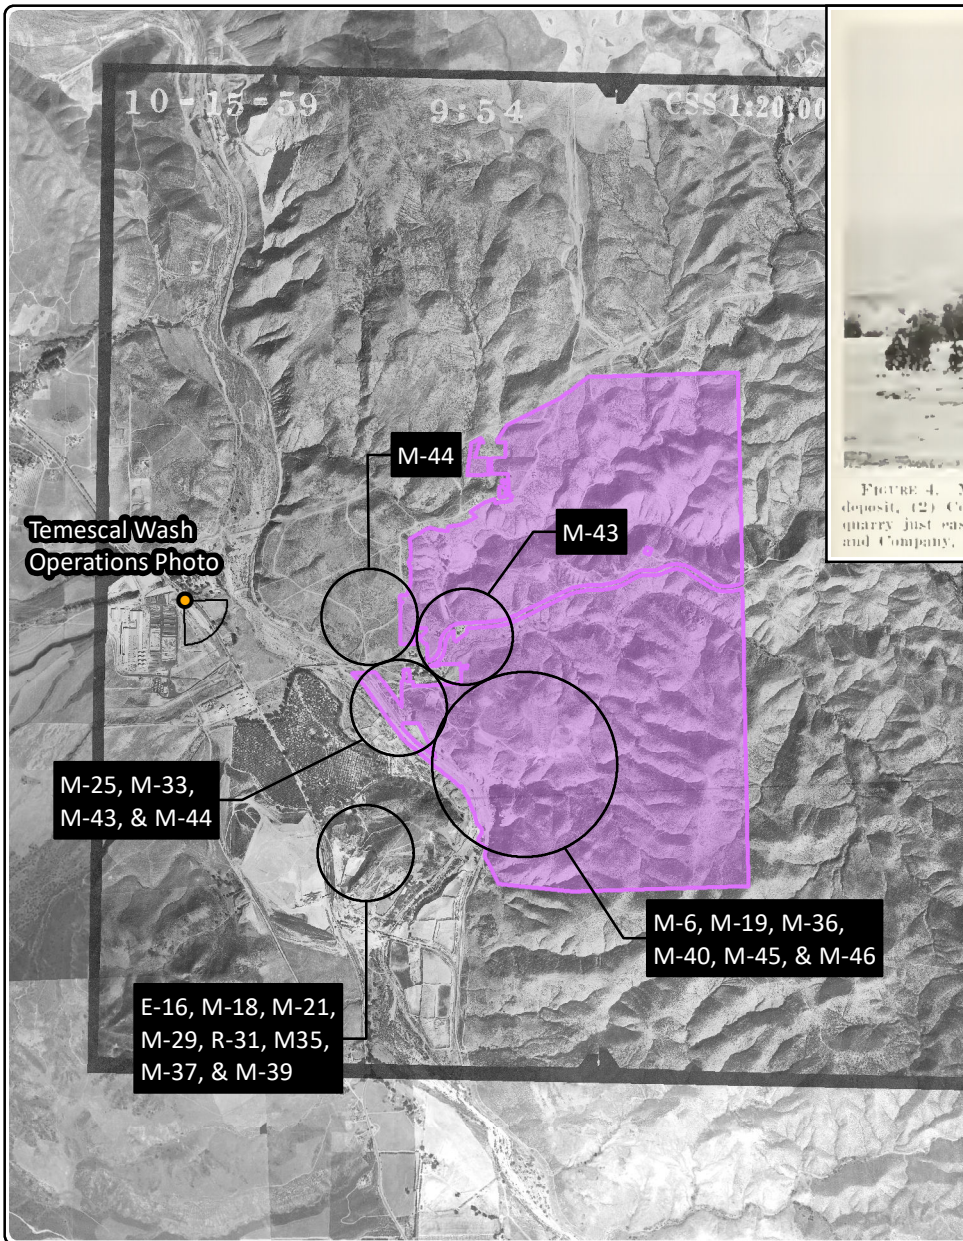 10-15-59
9:54
CSS 1:20,00
M-44
M-43
Temescal Wash
Operations Photo
M-25, M-33,
M-43, & M-44
M-6, M-19, M-36,
M-40, M-45, & M-46
E-16, M-18, M-21,
M-29, R-31, M35,
M-37, & M-39
FIGURE 4.
deposit, (2)
quarry just
and Company,